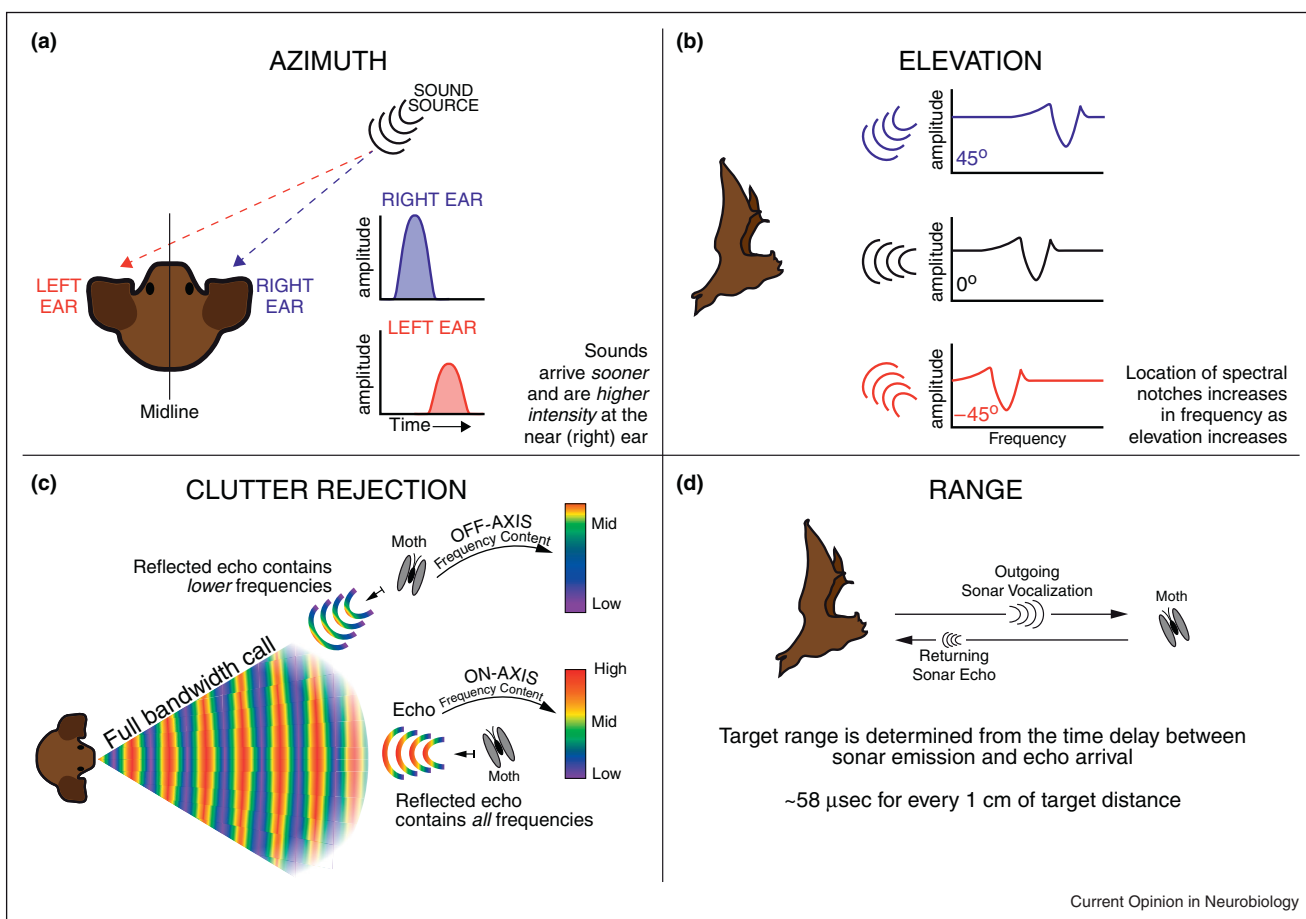 (a)
AZIMUTH
SOUND
SOURCE
RIGHT EAR
amplitude
LEFT
EAR
RIGHT
EAR
LEFT EAR
amplitude
Time
Midline
Sounds
arrive sooner
and are higher
intensity at the
near (right) ear
(b)
ELEVATION
amplitude
45°
amplitude
0°
amplitude
−45°
Frequency
Location of spectral
notches increases
in frequency as
elevation increases
(c)
CLUTTER REJECTION
OFF-AXIS
Frequency Content
Moth
Mid
Low
Reflected echo contains
lower frequencies
Full bandwidth call
ON-AXIS
Frequency Content
High
Mid
Low
Echo
Moth
Reflected echo
contains all frequencies
(d)
RANGE
Outgoing
Sonar Vocalization
Moth
Returning
Sonar Echo
Target range is determined from the time delay between
sonar emission and echo arrival
~58 μsec for every 1 cm of target distance
Current Opinion in Neurobiology